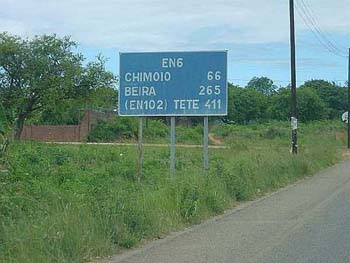 EN6
CHIMOIO 66
BEIRA 265
(EN102) TETE 411